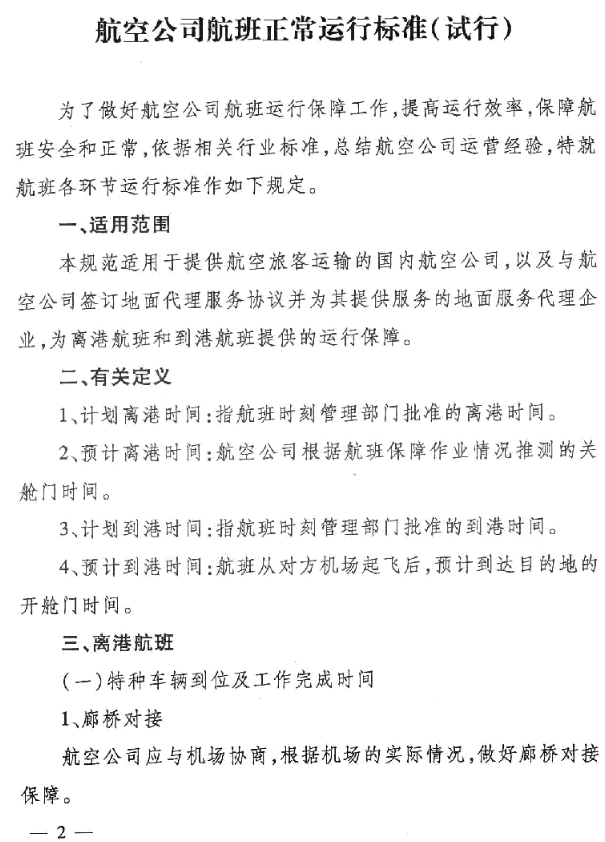 航空公司航班正常运行标准(试行)
为了做好航空公司航班运行保障工作,提高运行效率,保障航
班安全和正常,依据相关行业标准,总结航空公司运营经验,特就
航班各环节运行标准作如下规定。
一、适用范围
本规范适用于提供航空旅客运输的国内航空公司,以及与航
空公司签订地面代理服务协议并为其提供服务的地面服务代理企
业,为离港航班和到港航班提供的运行保障。
二、有关定义
1、计划离港时间:指航班时刻管理部门批准的离港时间。
2、预计离港时间:航空公司根据航班保障作业情况推测的关
舱门时间。
3、计划到港时间:指航班时刻管理部门批准的到港时间。
4、预计到港时间:航班从对方机场起飞后,预计到达目的地的
开舱门时间。
三、离港航班
(一)特种车辆到位及工作完成时间
1、廊桥对接
航空公司应与机场协商,根据机场的实际情况,做好廊桥对接
保障。
— 2 —